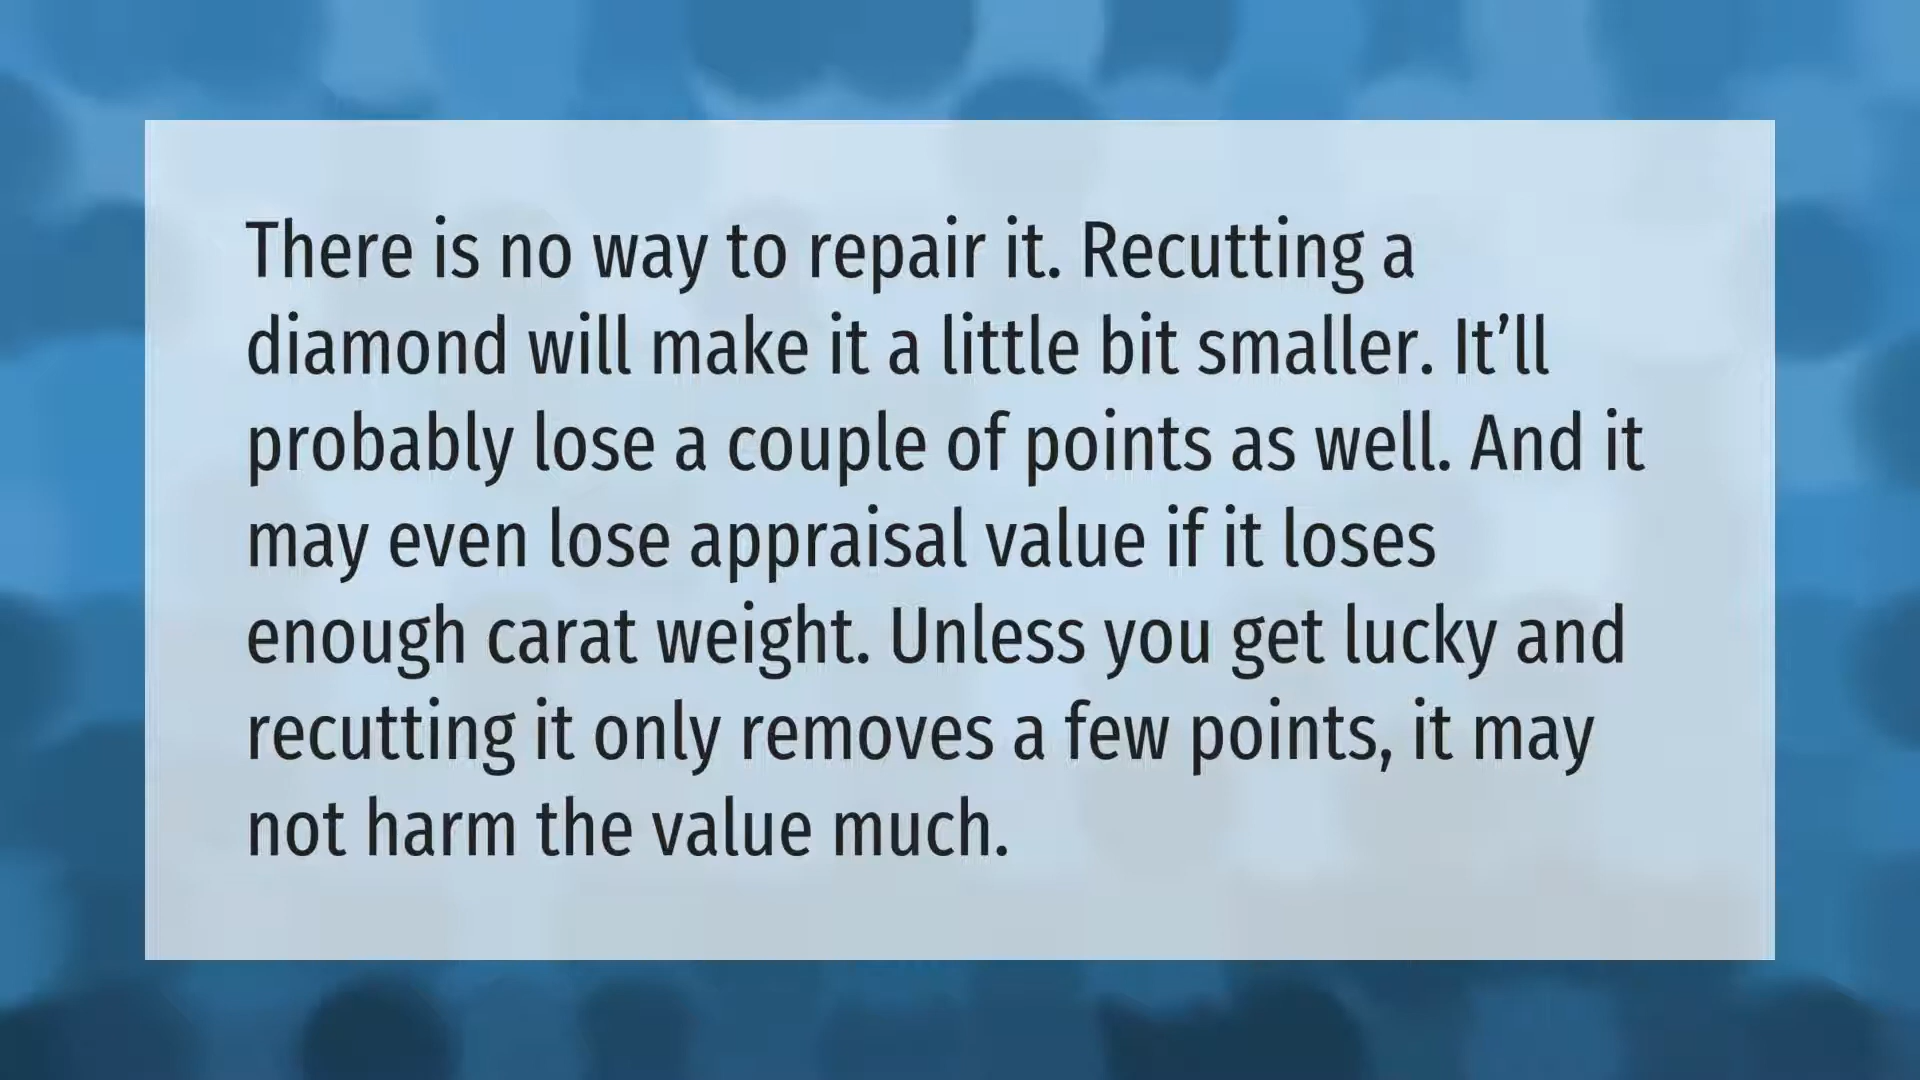 There is no way to repair it. Recutting a
diamond will make it a little bit smaller. It’ll
probably lose a couple of points as well. And it
may even lose appraisal value if it loses
enough carat weight. Unless you get lucky and
recutting it only removes a few points, it may
not harm the value much.